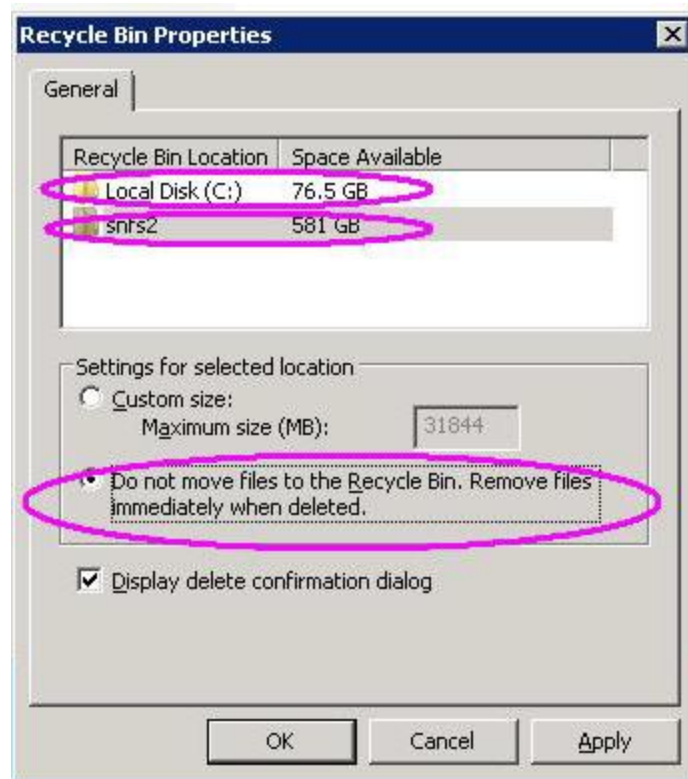 Recycle Bin Properties
General
Recycle Bin Location Space Available
Local Disk (C:) 76.5 GB
snfs2 581 GB
Settings for selected location
Custom size:
Maximum size (MB): 31844
Do not move files to the Recycle Bin. Remove files
immediately when deleted.
Display delete confirmation dialog
OK Cancel Apply